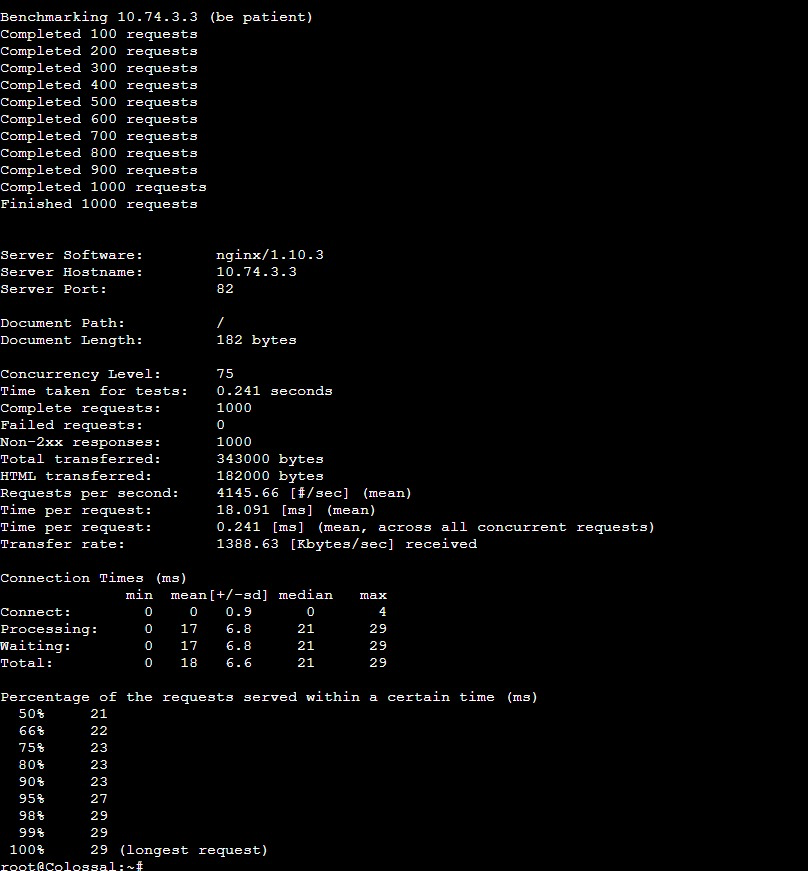 Benchmarking 10.74.3.3 (be patient)
Completed 100 requests
Completed 200 requests
Completed 300 requests
Completed 400 requests
Completed 500 requests
Completed 600 requests
Completed 700 requests
Completed 800 requests
Completed 900 requests
Completed 1000 requests
Finished 1000 requests
Server Software:        nginx/1.10.3
Server Hostname:        10.74.3.3
Server Port:            82
Document Path:          /
Document Length:        182 bytes
Concurrency Level:      75
Time taken for tests:   0.241 seconds
Complete requests:      1000
Failed requests:        0
Non-2xx responses:      1000
Total transferred:      343000 bytes
HTML transferred:       182000 bytes
Requests per second:    4145.66 [#/sec] (mean)
Time per request:       18.091 [ms] (mean)
Time per request:       0.241 [ms] (mean, across all concurrent requests)
Transfer rate:          1388.63 [Kbytes/sec] received
Connection Times (ms)
              min  mean[+/-sd] median   max
Connect:        0    0   0.9      0       4
Processing:     0   17   6.8     21      29
Waiting:        0   17   6.8     21      29
Total:          0   18   6.6     21      29
Percentage of the requests served within a certain time (ms)
  50%     21
  66%     22
  75%     23
  80%     23
  90%     23
  95%     27
  98%     29
  99%     29
 100%     29 (longest request)
root@Colossal:~#